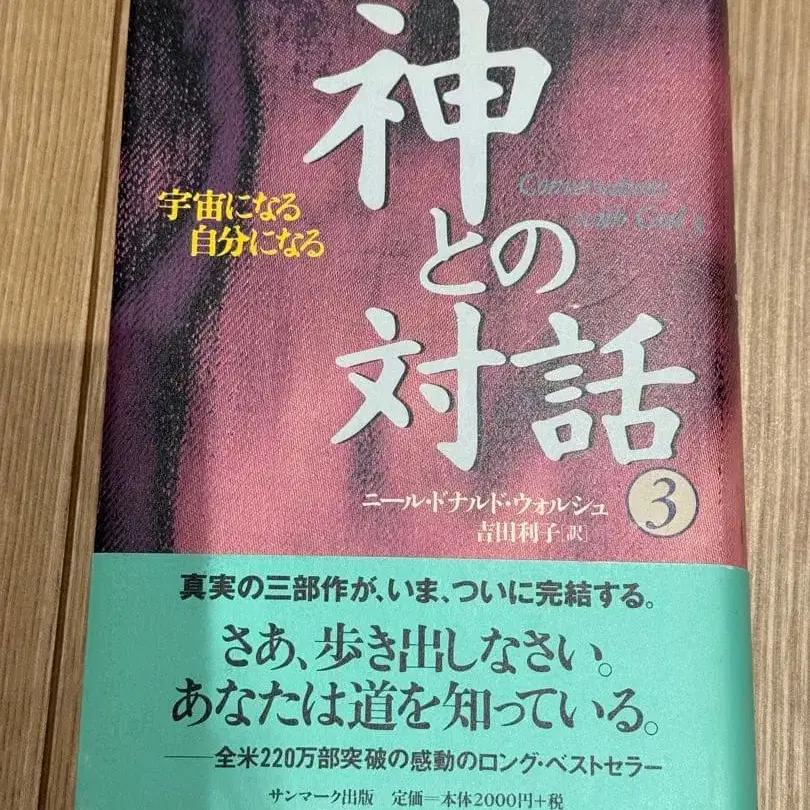 神
との
対話
Conversations
with God 3
宇宙になる
自分になる
ニール・ドナルド・ウォルシュ
吉田利子[訳]
3
真実の三部作が、いま、ついに完結する。
さあ、歩き出しなさい。
あなたは道を知っている。
──全米220万部突破の感動のロング・ベストセラー
サンマーク出版 定価=本体2000円+税